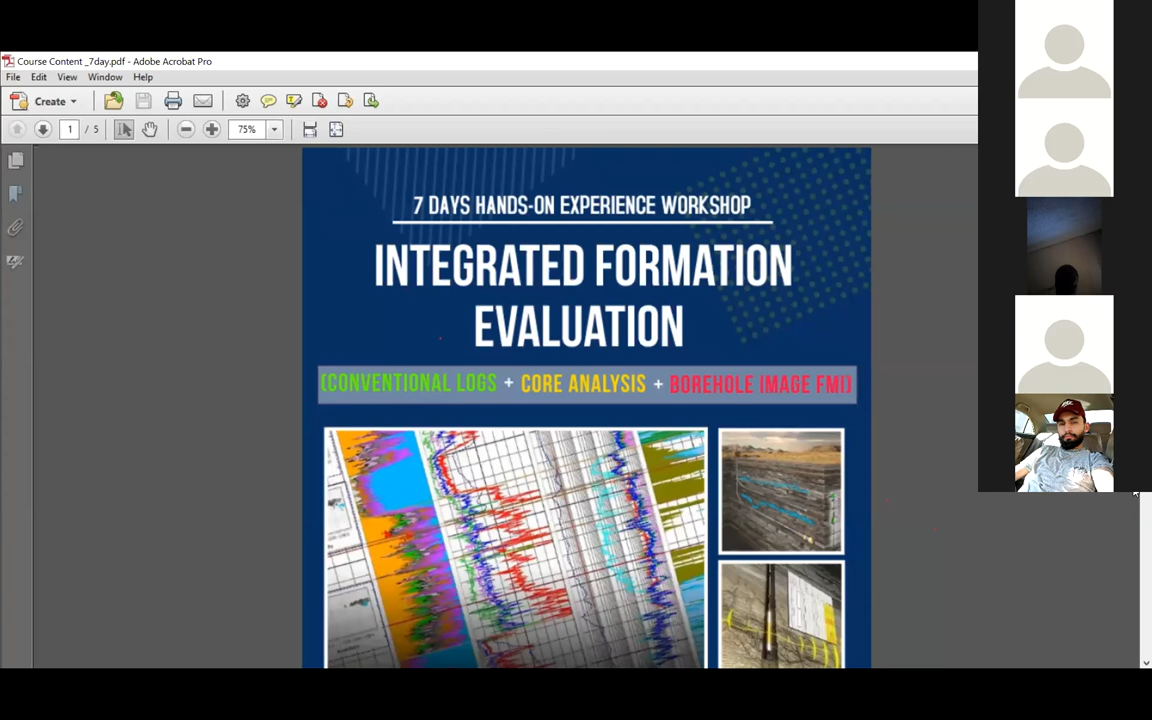 Course Content _7day.pdf - Adobe Acrobat Pro
File Edit View Window Help
Create
1 / 5 75%
7 DAYS HANDS-ON EXPERIENCE WORKSHOP
INTEGRATED FORMATION
EVALUATION
(CONVENTIONAL LOGS + CORE ANALYSIS + BOREHOLE IMAGE FMI)